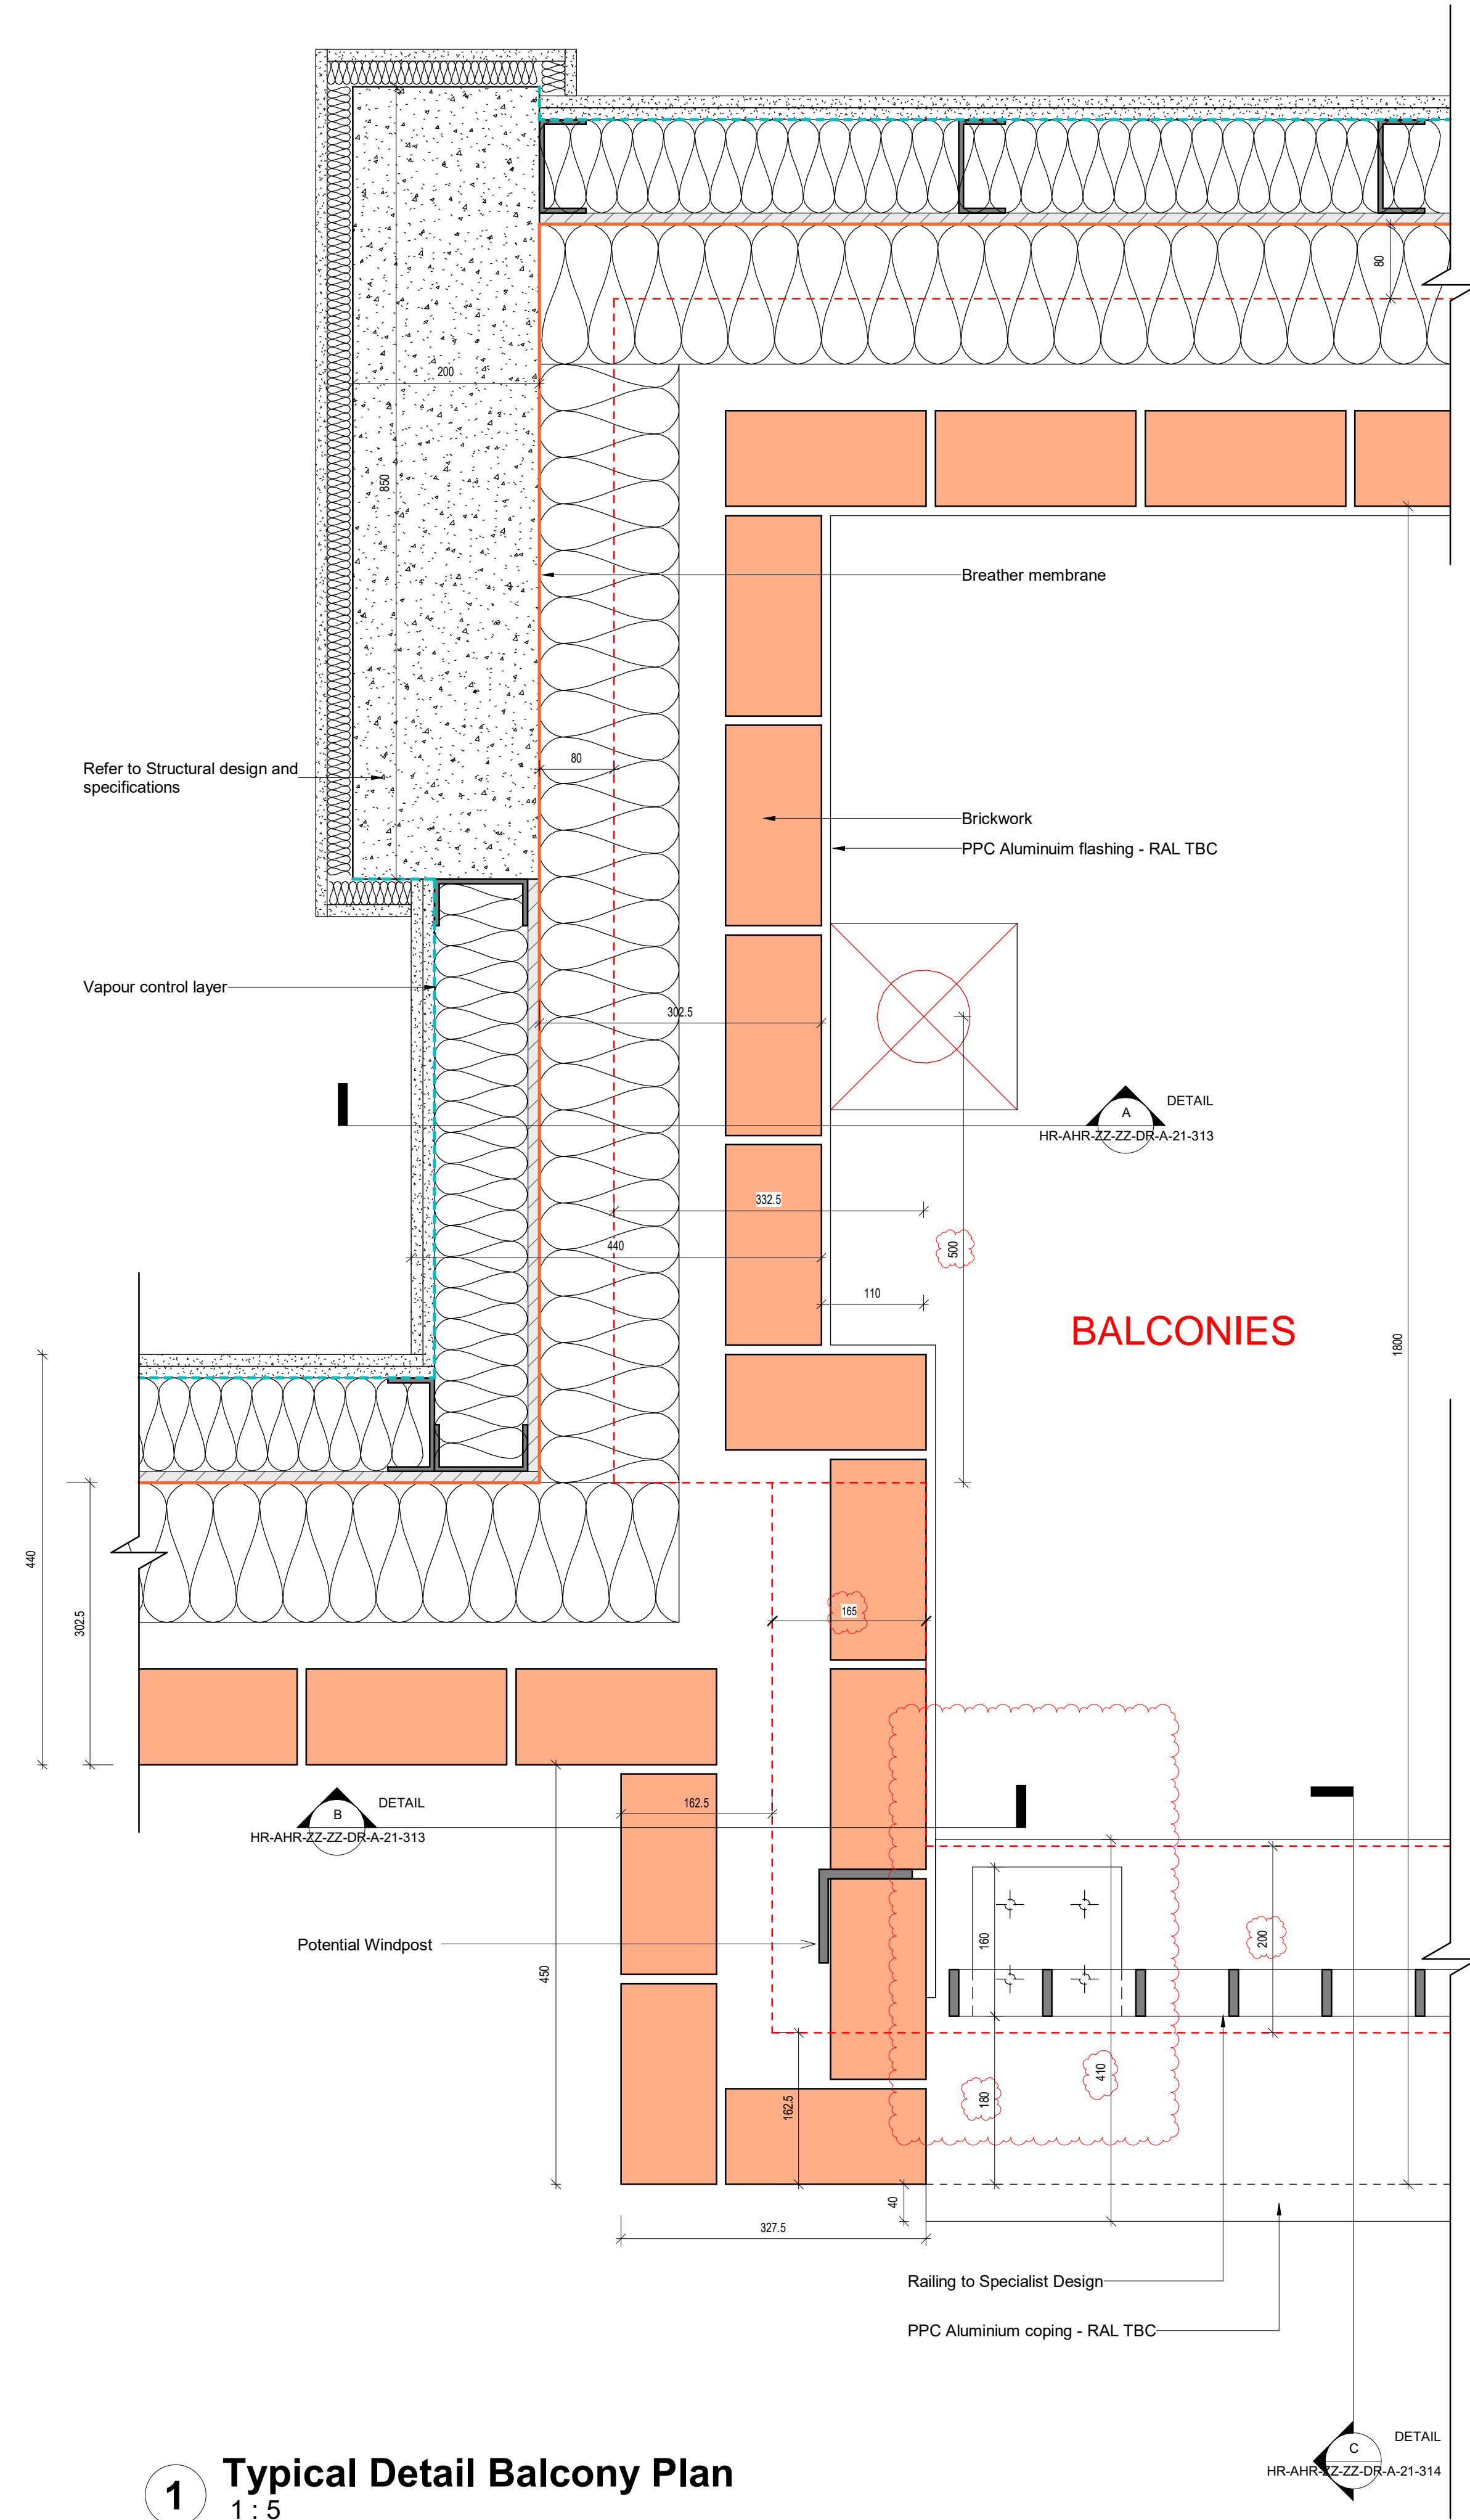 80
200
850
Breather membrane
Refer to Structural design and
specifications
80
Brickwork
PPC Aluminuim flashing - RAL TBC
Vapour control layer
302.5
A
DETAIL
HR-AHR-ZZ-ZZ-DR-A-21-313
332.5
440
500
110
BALCONIES
1800
440
302.5
165
162.5
B
DETAIL
HR-AHR-ZZ-ZZ-DR-A-21-313
Potential Windpost
450
160
200
162.5
180
410
40
327.5
Railing to Specialist Design
PPC Aluminium coping - RAL TBC
C
DETAIL
HR-AHR-ZZ-ZZ-DR-A-21-314
1
Typical Detail Balcony Plan
1 : 5